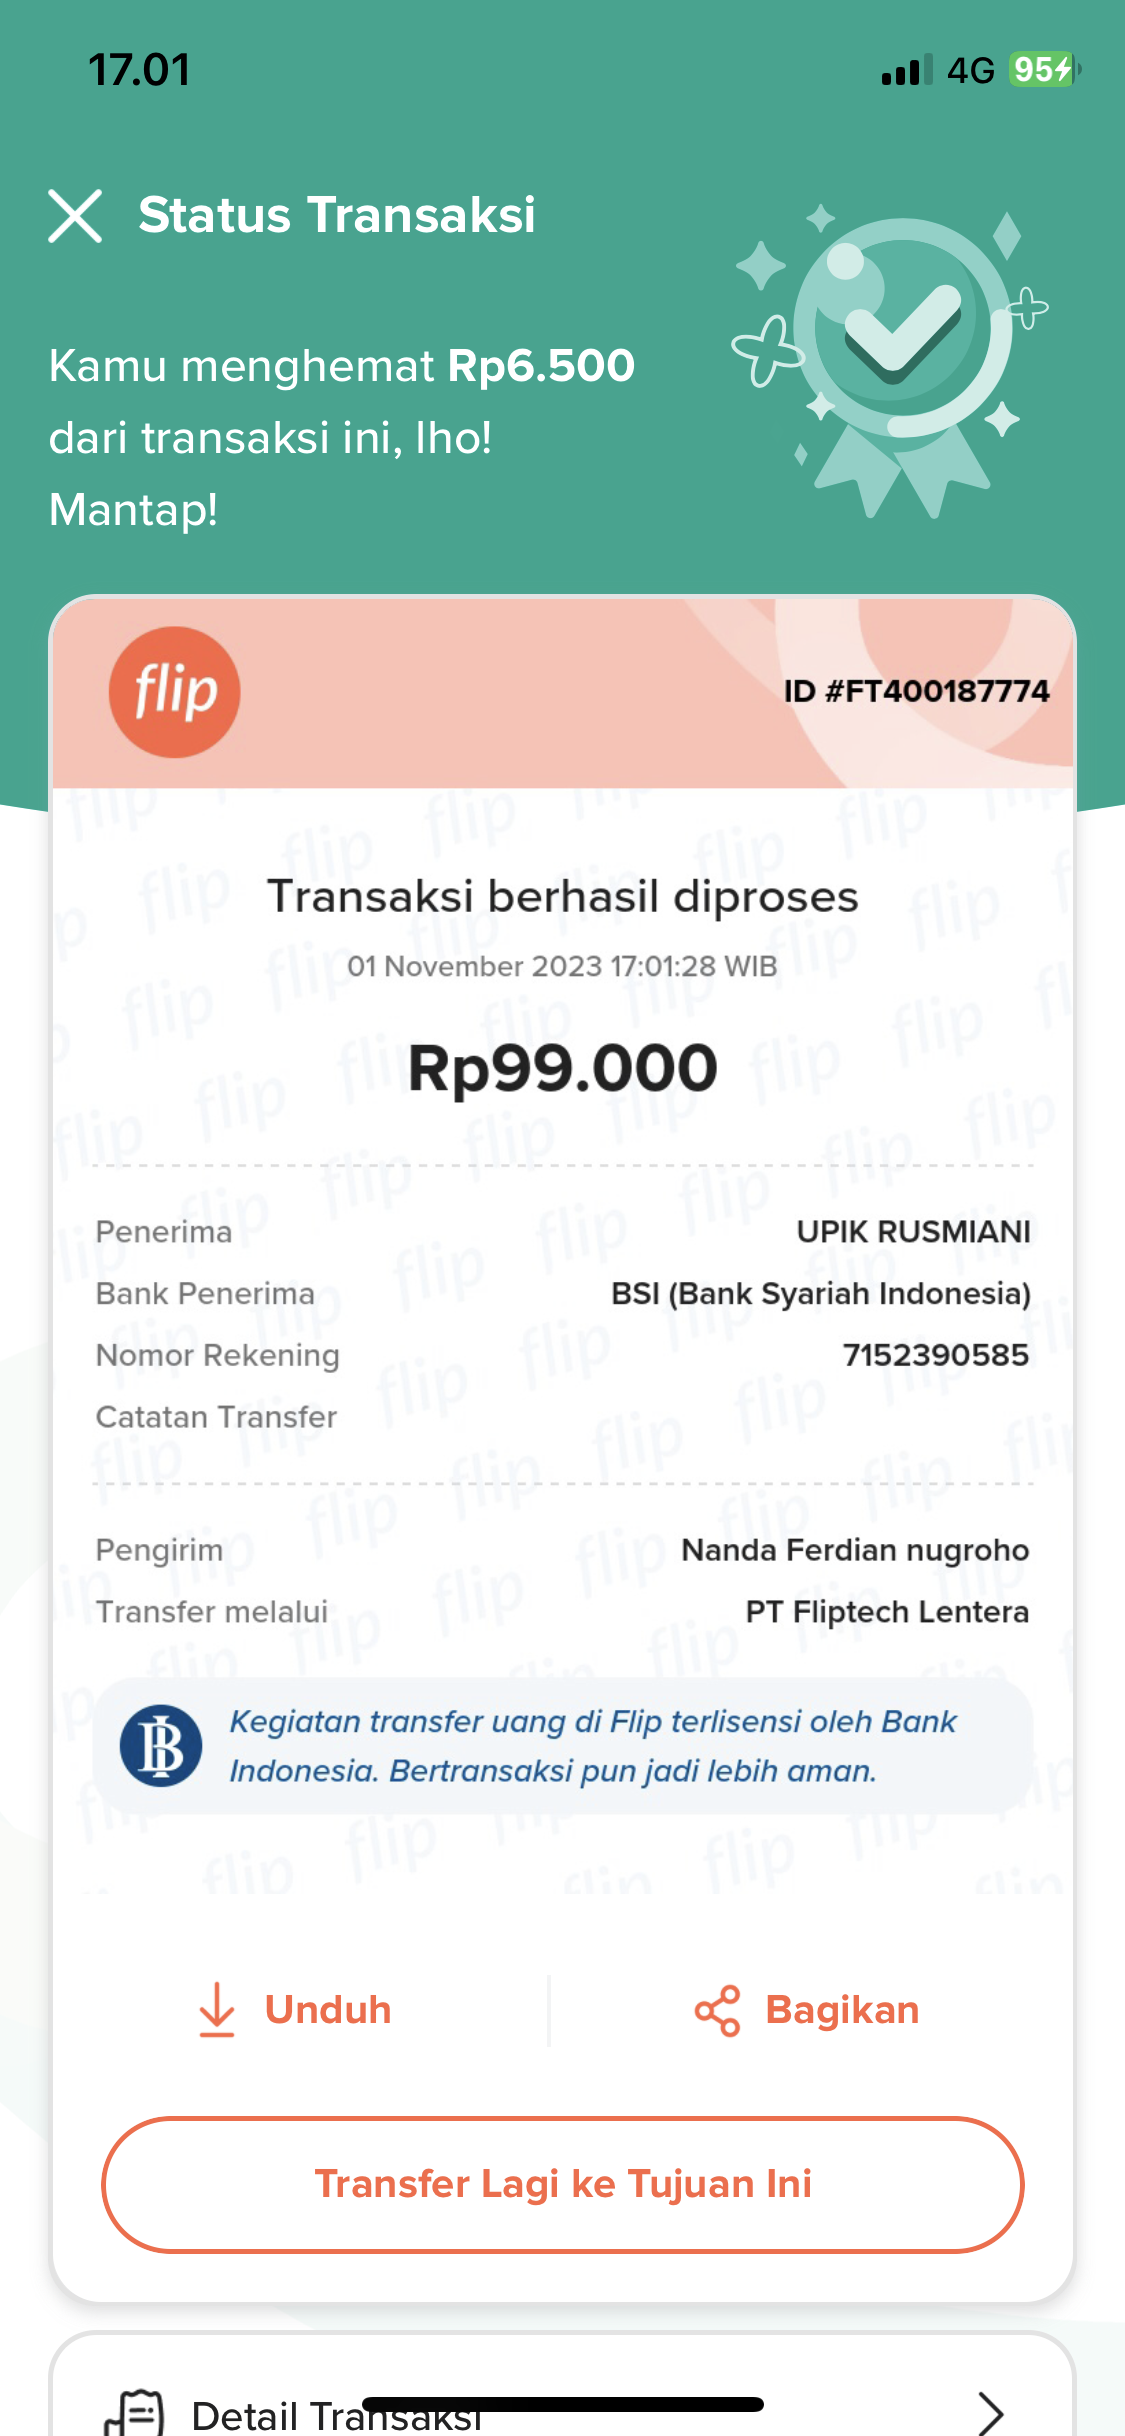 17.01
4G 95
Status Transaksi
Kamu menghemat Rp6.500
dari transaksi ini, lho!
Mantap!
flip
ID #FT400187774
Transaksi berhasil diproses
01 November 2023 17:01:28 WIB
Rp99.000
Penerima UPIK RUSMIANI
Bank Penerima BSI (Bank Syariah Indonesia)
Nomor Rekening 7152390585
Catatan Transfer
Pengirim Nanda Ferdian nugroho
Transfer melalui PT Fliptech Lentera
Kegiatan transfer uang di Flip terlisensi oleh Bank
Indonesia. Bertransaksi pun jadi lebih aman.
Unduh
Bagikan
Transfer Lagi ke Tujuan Ini
Detail Transaksi